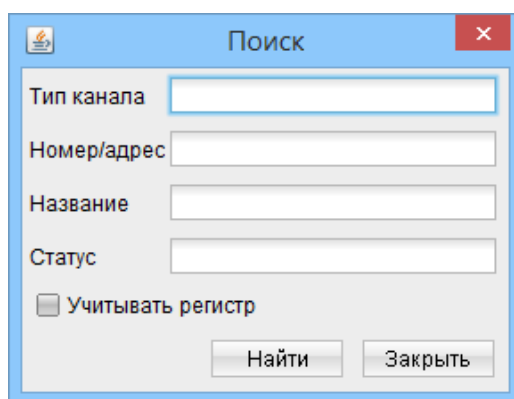 Поиск
Тип канала
Номер/адрес
Название
Статус
Учитывать регистр
Найти Закрыть